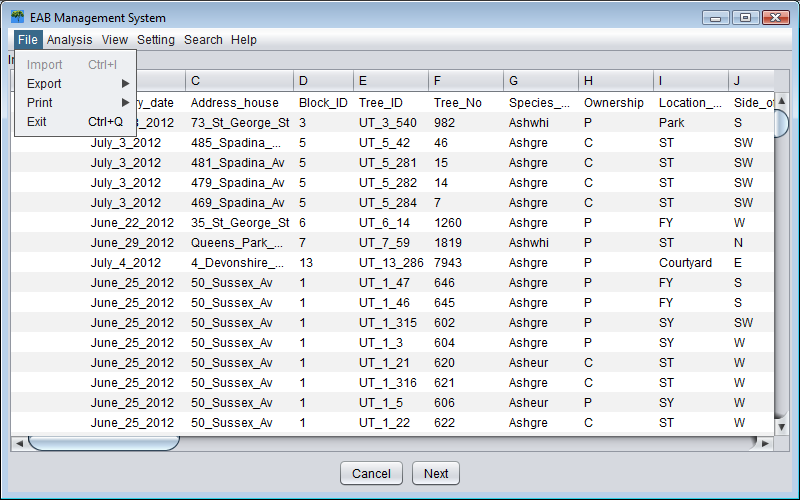 EAB Management System
File Analysis View Setting Search Help
Import Ctrl+I
Export
Print
Exit Ctrl+Q
C D E F G H I J
Address_house Block_ID Tree_ID Tree_No Species_... Ownership Location_...
73_St_George_St 3 UT_3_540 982 Ashwhi P Park S
July_3_2012 485_Spadina_... 5 UT_5_42 46 Ashgre C ST SW
July_3_2012 481_Spadina_Av 5 UT_5_281 15 Ashgre C ST SW
July_3_2012 479_Spadina_Av 5 UT_5_282 14 Ashgre C ST SW
July_3_2012 469_Spadina_Av 5 UT_5_284 7 Ashgre C ST SW
June_22_2012 35_St_George_St 6 UT_6_14 1260 Ashgre P FY W
June_29_2012 Queens_Park_... 7 UT_7_59 1819 Ashwhi P ST N
July_4_2012 4_Devonshire_... 13 UT_13_286 7943 Ashgre P Courtyard E
June_25_2012 50_Sussex_Av 1 UT_1_47 646 Ashgre P FY S
June_25_2012 50_Sussex_Av 1 UT_1_46 645 Ashgre P FY S
June_25_2012 50_Sussex_Av 1 UT_1_315 602 Ashgre P SY SW
June_25_2012 50_Sussex_Av 1 UT_1_3 604 Ashgre P SY W
June_25_2012 50_Sussex_Av 1 UT_1_21 620 Asheur C ST W
June_25_2012 50_Sussex_Av 1 UT_1_316 621 Ashgre C ST W
June_25_2012 50_Sussex_Av 1 UT_1_5 606 Asheur P SY W
June_25_2012 50_Sussex_Av 1 UT_1_22 622 Ashgre C ST W
Cancel Next